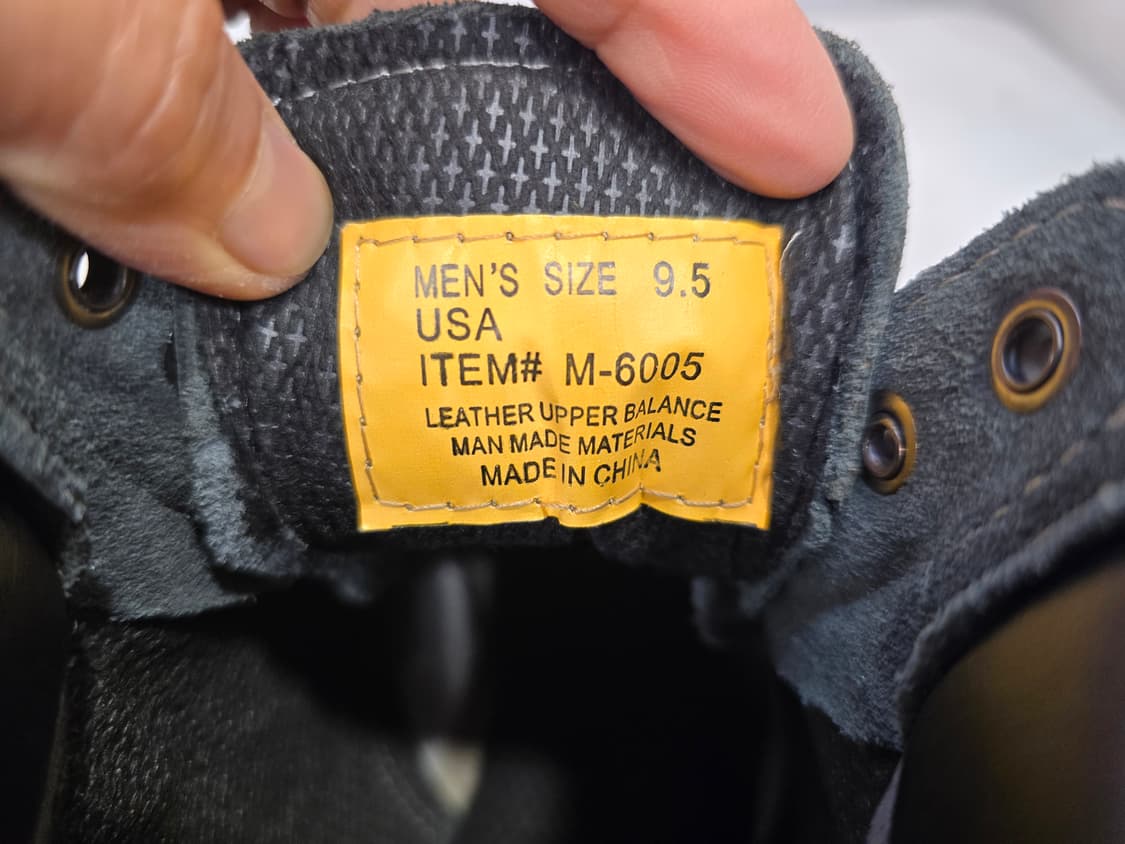 MEN'S SIZE 9.5
USA
ITEM# M-6005
LEATHER UPPER BALANCE
MAN MADE MATERIALS
MADE IN CHINA